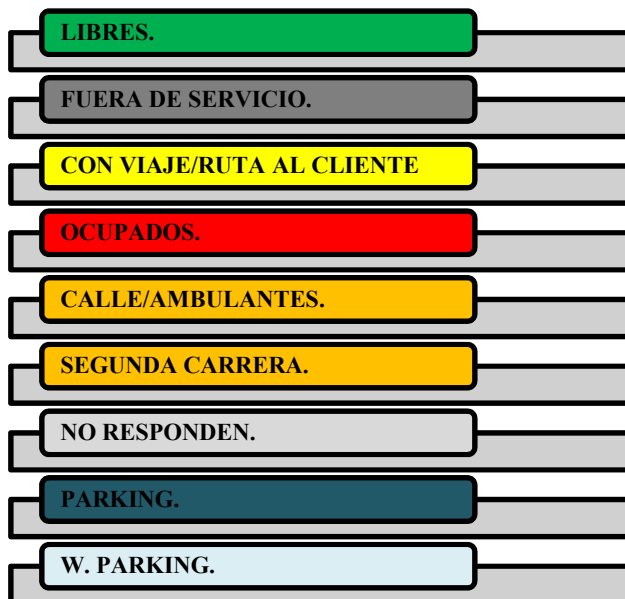 LIBRES.
FUERA DE SERVICIO.
CON VIAJE/RUTA AL CLIENTE
OCUPADOS.
CALLE/AMBULANTES.
SEGUNDA CARRERA.
NO RESPONDEN.
PARKING.
W. PARKING.